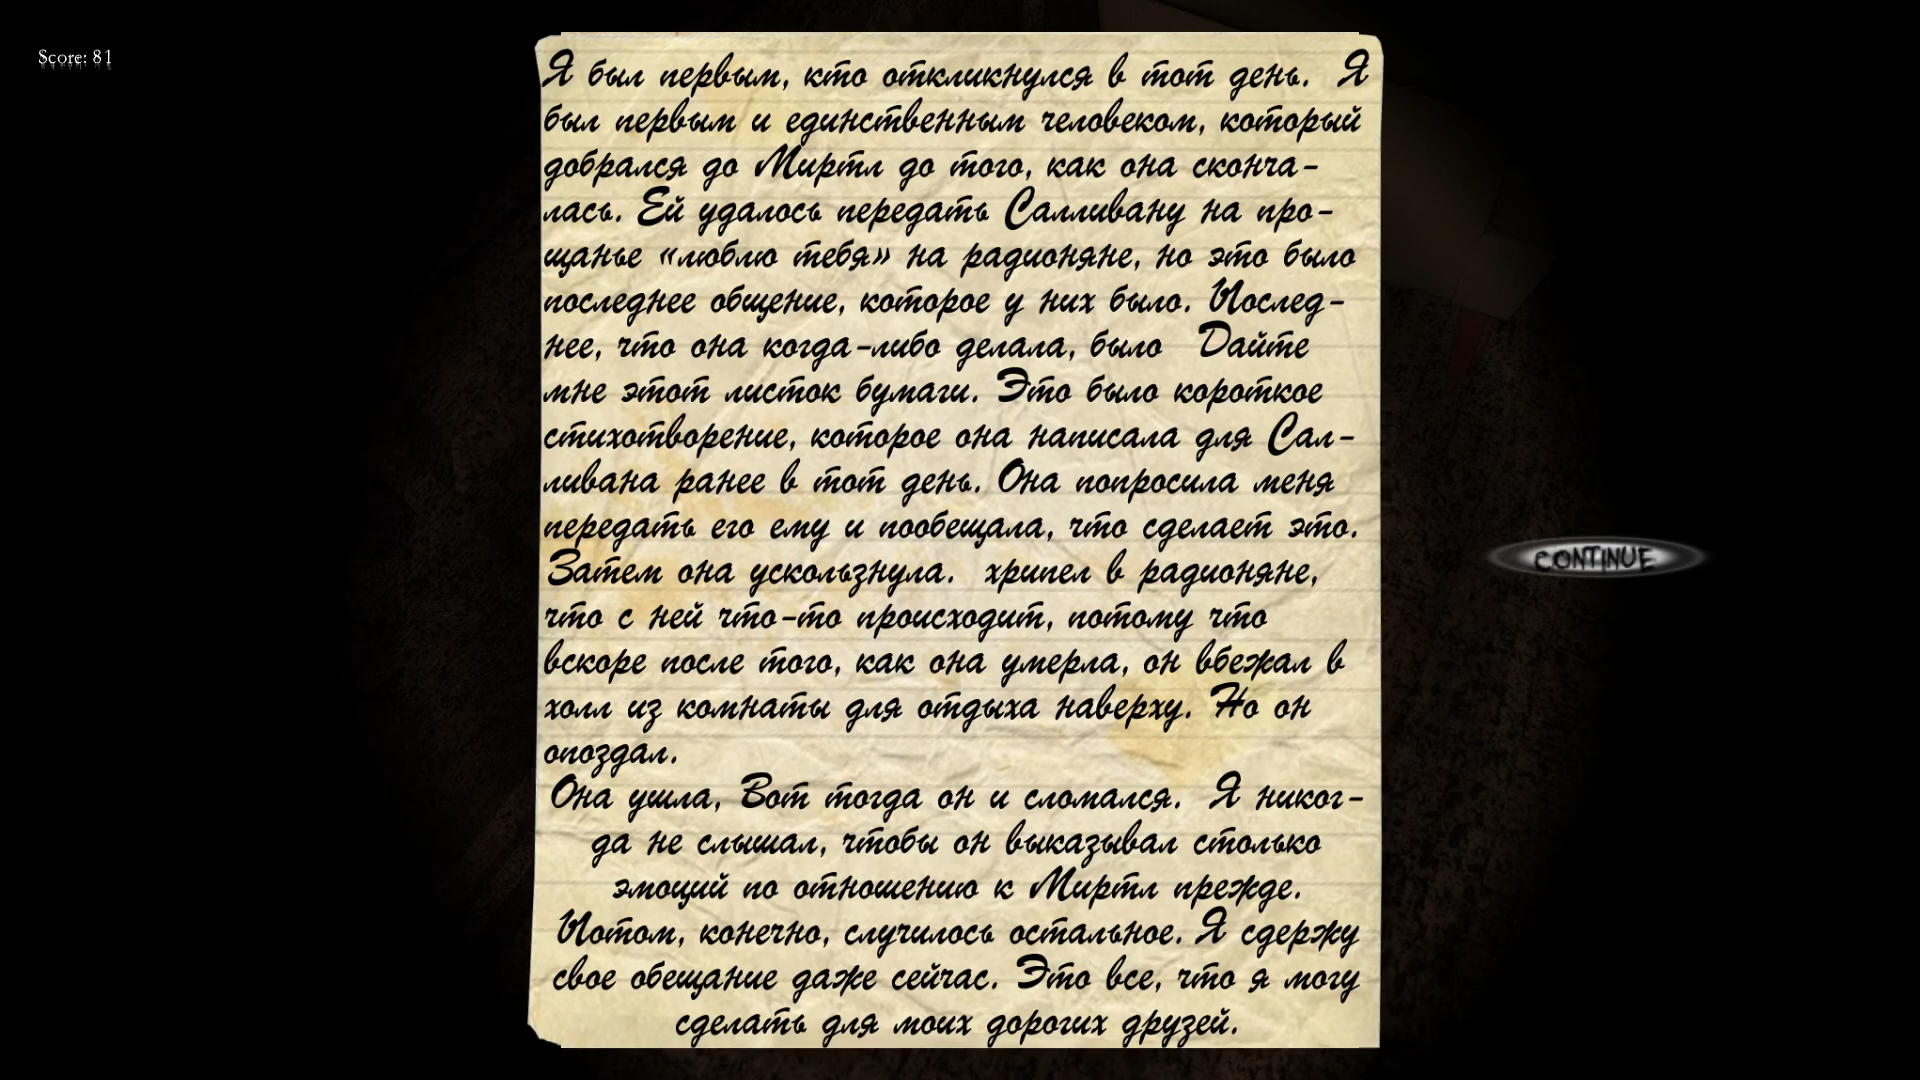 Score: 81
Я был первым, кто откликнулся в тот день. Я
был первым и единственным человеком, который
добрался до Миртл до того, как она сконча-
лась. Ей удалось передать Салливану на про-
щанье «люблю тебя» на радионяне, но это было
последнее общение, которое у них было. Послед-
нее, что она когда-либо делала, было Дайте
мне этот листок бумаги. Это было короткое
стихотворение, которое она написала для Сал-
ливана ранее в тот день. Она попросила меня
передать его ему и пообещала, что сделает это.
Затем она ускользнула. хрипел в радионяне,
что с ней что-то происходит, потому что
вскоре после того, как она умерла, он вбежал в
холл из комнаты для отдыха наверху. Но он
опоздал.
Она ушла, Вот тогда он и сломался. Я никог-
да не слышал, чтобы он выказывал столько
эмоций по отношению к Миртл прежде.
Потом, конечно, случилось остальное. Я сдержу
свое обещание даже сейчас. Это все, что я могу
сделать для моих дорогих друзей.
CONTINUE